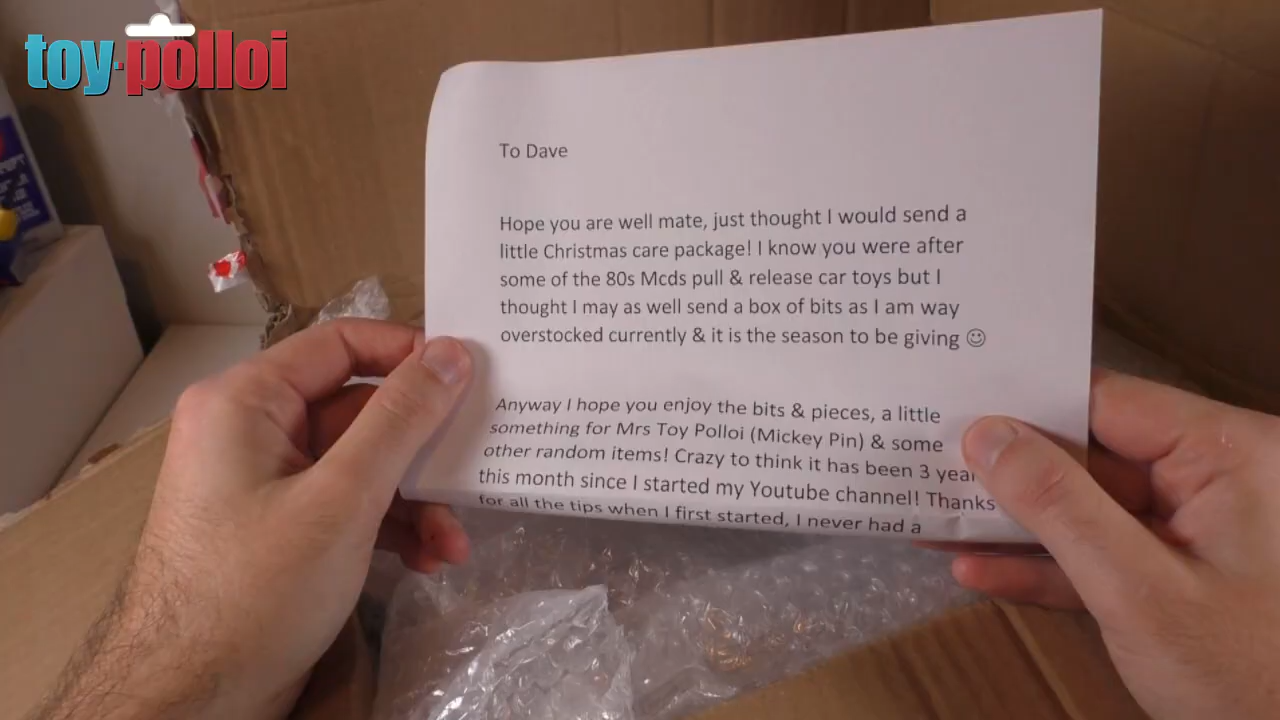 toy-polloi
To Dave
Hope you are well mate, just thought I would send a
little Christmas care package! I know you were after
some of the 80s Mcds pull & release car toys but I
thought I may as well send a box of bits as I am way
overstocked currently & it is the season to be giving ☺
Anyway I hope you enjoy the bits & pieces, a little
something for Mrs Toy Polloi (Mickey Pin) & some
other random items! Crazy to think it has been 3
this month since I started my Youtube channel! Thanks
for all the tips when I first started, I never had a